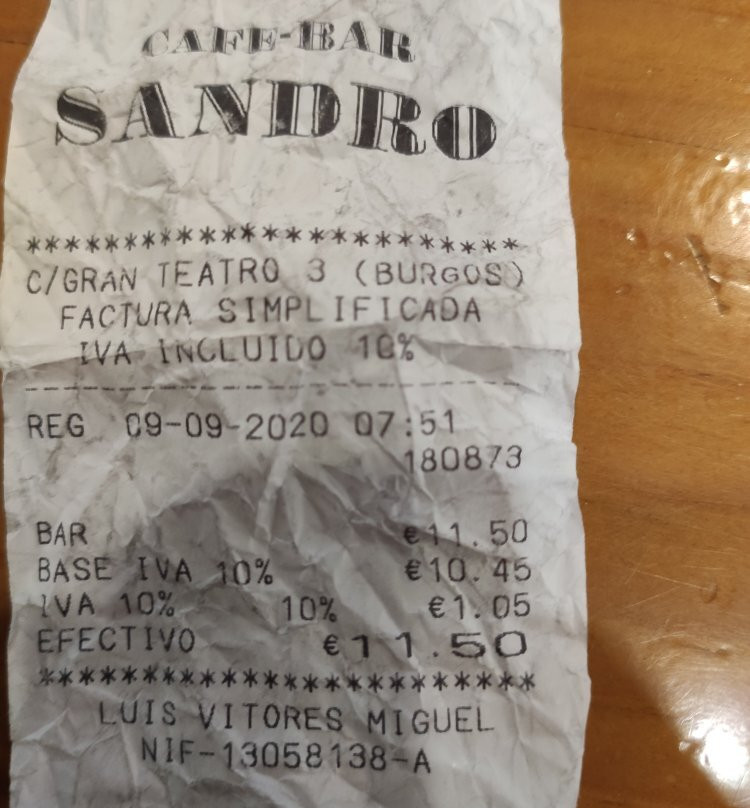 CAFE-BAR
SANDRO
**************************
C/GRAN TEATRO 3 (BURGOS)
FACTURA SIMPLIFICADA
IVA INCLUIDO 10%
--------------------------
REG 09-09-2020 07:51
180873
BAR €11.50
BASE IVA 10% €10.45
IVA 10% 10% €1.05
EFECTIVO €11.50
**************************
LUIS VITORES MIGUEL
NIF-13058138-A